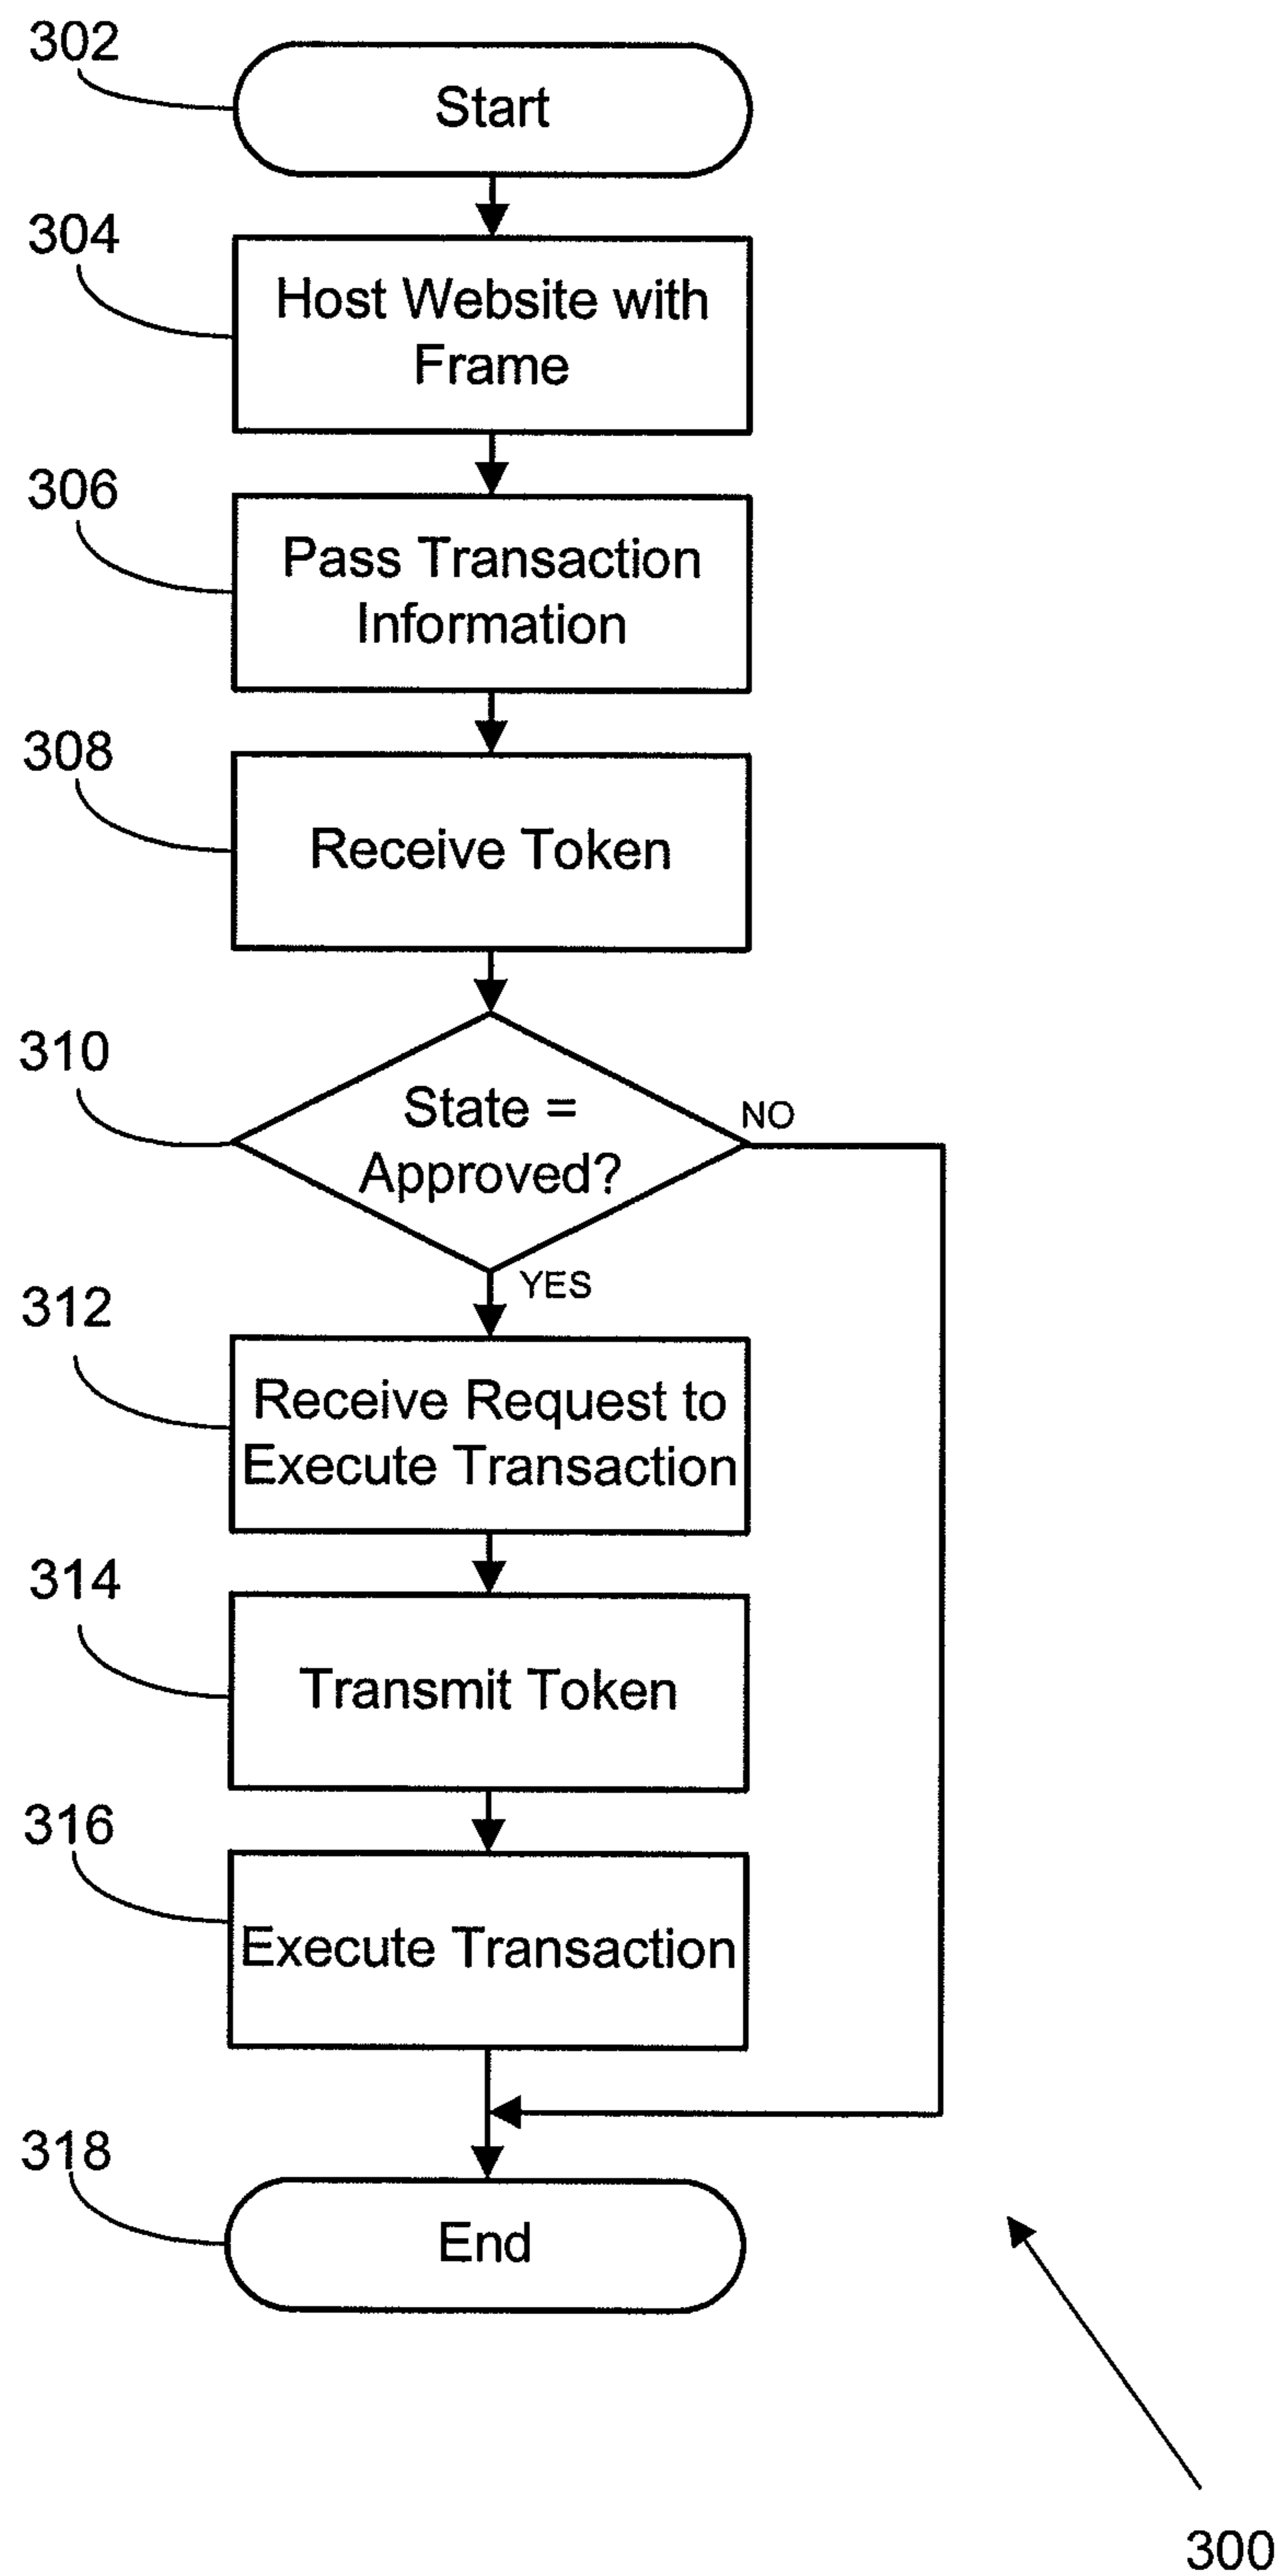 302
Start
304
Host Website with
Frame
306
Pass Transaction
Information
308
Receive Token
310
State =
Approved?
NO
YES
312
Receive Request to
Execute Transaction
314
Transmit Token
316
Execute Transaction
318
End
300